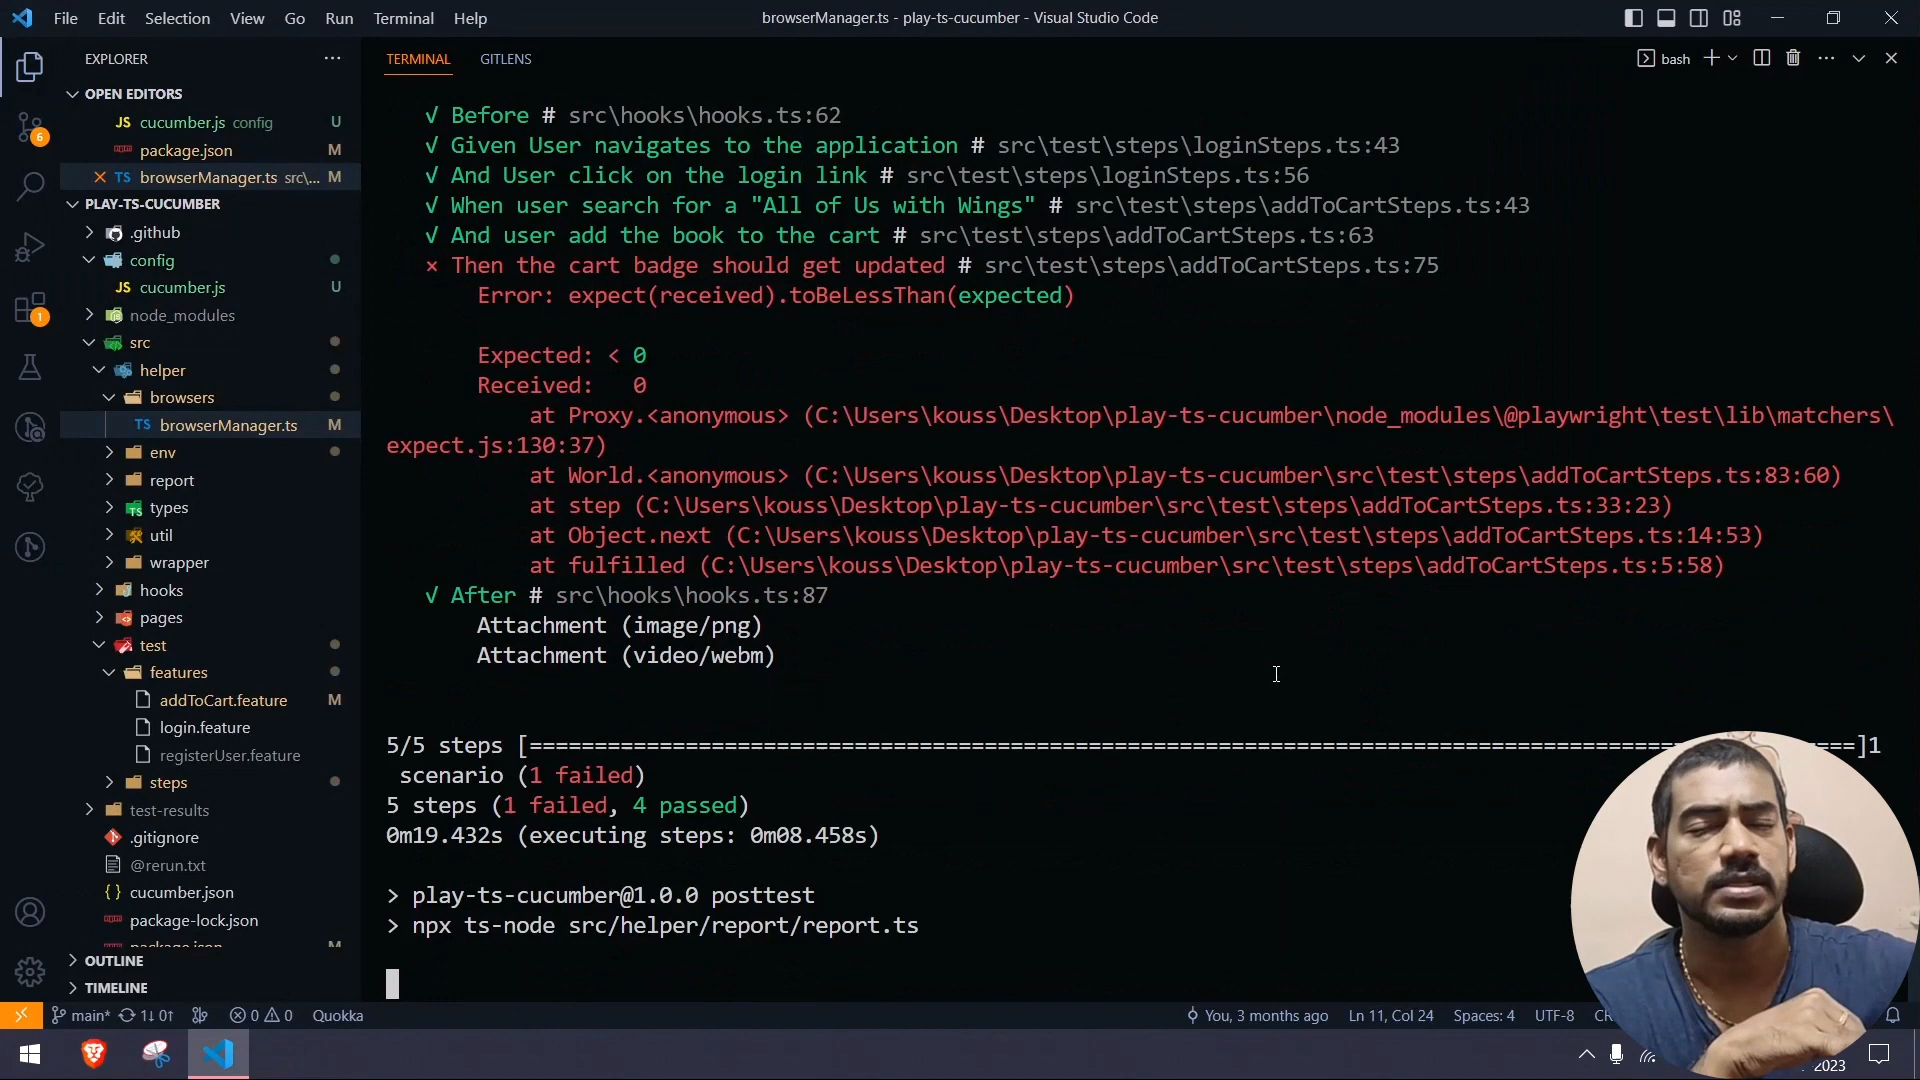 File Edit Selection View Go Run Terminal Help
browserManager.ts - play-ts-cucumber - Visual Studio Code
EXPLORER
OPEN EDITORS
JS cucumber.js config U
package.json M
TS browserManager.ts src\... M
PLAY-TS-CUCUMBER
.github
config
JS cucumber.js U
node_modules
src
helper
browsers
TS browserManager.ts M
env
report
types
util
wrapper
hooks
pages
test
features
addToCart.feature M
login.feature
registerUser.feature
steps
test-results
.gitignore
@rerun.txt
{} cucumber.json
package-lock.json
package.json M
OUTLINE
TIMELINE
6
1
TERMINAL GITLENS
bash
√ Before # src\hooks\hooks.ts:62
√ Given User navigates to the application # src\test\steps\loginSteps.ts:43
√ And User click on the login link # src\test\steps\loginSteps.ts:56
√ When user search for a "All of Us with Wings" # src\test\steps\addToCartSteps.ts:43
√ And user add the book to the cart # src\test\steps\addToCartSteps.ts:63
× Then the cart badge should get updated # src\test\steps\addToCartSteps.ts:75
Error: expect(received).toBeLessThan(expected)
Expected: < 0
Received: 0
at Proxy.<anonymous> (C:\Users\kouss\Desktop\play-ts-cucumber\node_modules\@playwright\test\lib\matchers\
expect.js:130:37)
at World.<anonymous> (C:\Users\kouss\Desktop\play-ts-cucumber\src\test\steps\addToCartSteps.ts:83:60)
at step (C:\Users\kouss\Desktop\play-ts-cucumber\src\test\steps\addToCartSteps.ts:33:23)
at Object.next (C:\Users\kouss\Desktop\play-ts-cucumber\src\test\steps\addToCartSteps.ts:14:53)
at fulfilled (C:\Users\kouss\Desktop\play-ts-cucumber\src\test\steps\addToCartSteps.ts:5:58)
√ After # src\hooks\hooks.ts:87
Attachment (image/png)
Attachment (video/webm)
5/5 steps [========================================================================================================]1
scenario (1 failed)
5 steps (1 failed, 4 passed)
0m19.432s (executing steps: 0m08.458s)
> play-ts-cucumber@1.0.0 posttest
> npx ts-node src/helper/report/report.ts
main* 1↓ 0↑ 0 0 Quokka
You, 3 months ago Ln 11, Col 24 Spaces: 4 UTF-8
2023